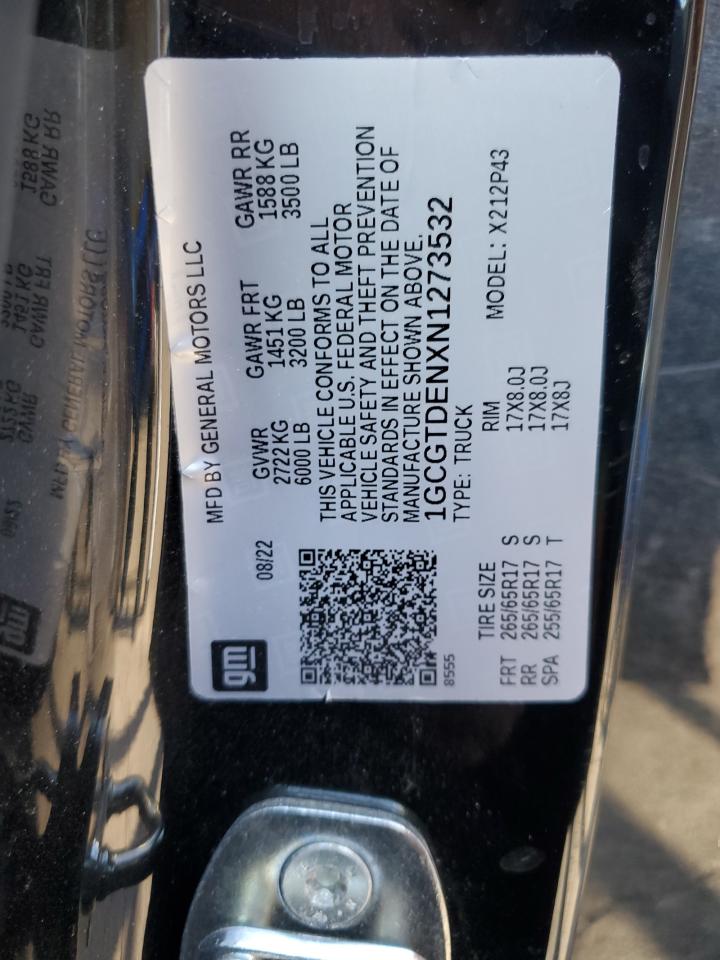 gm
MFD BY GENERAL MOTORS LLC
08/22
GVWR GAWR FRT GAWR RR
2722 KG 1451 KG 1588 KG
6000 LB 3200 LB 3500 LB
THIS VEHICLE CONFORMS TO ALL
APPLICABLE U.S. FEDERAL MOTOR
VEHICLE SAFETY AND THEFT PREVENTION
STANDARDS IN EFFECT ON THE DATE OF
MANUFACTURE SHOWN ABOVE.
1GCGTDENXN1273532
8555
TYPE: TRUCK
TIRE SIZE RIM MODEL: X212P43
FRT 265/65R17 S 17X8.0J
RR 265/65R17 S 17X8.0J
SPA 255/65R17 T 17X8J